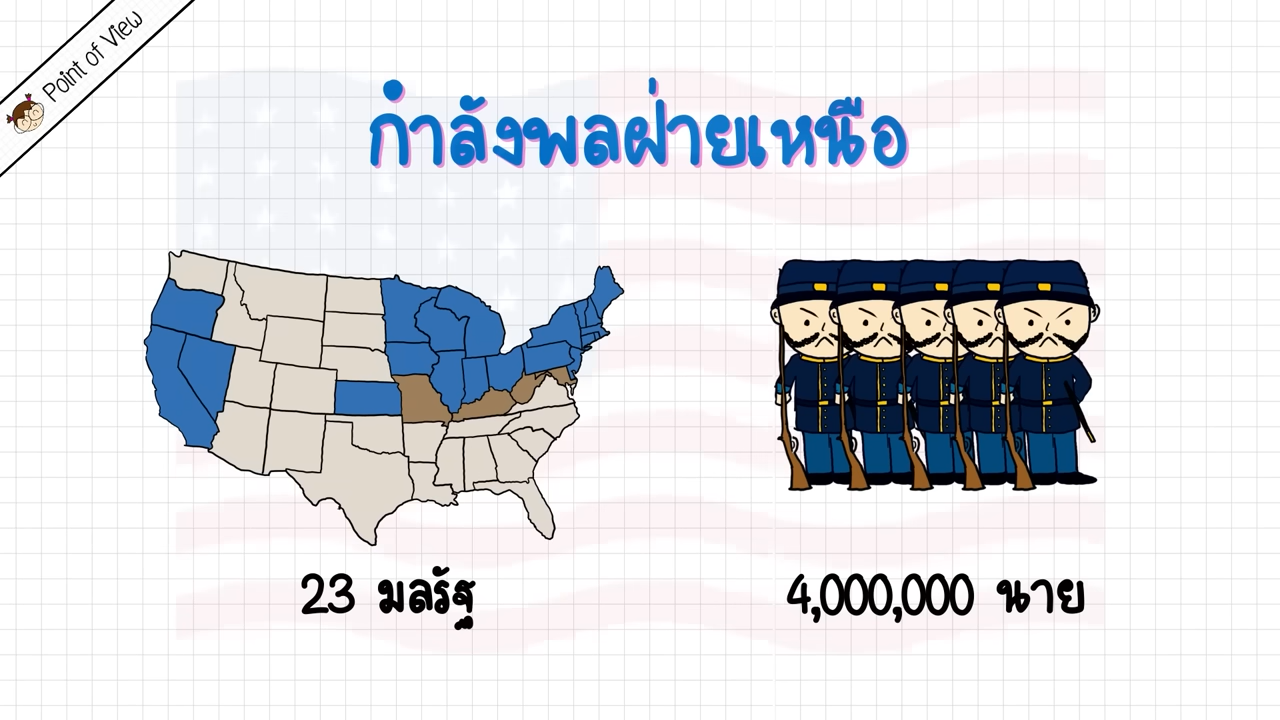 Point of View
กำลังพลฝ่ายเหนือ
23 มลรัฐ
4,000,000 นาย